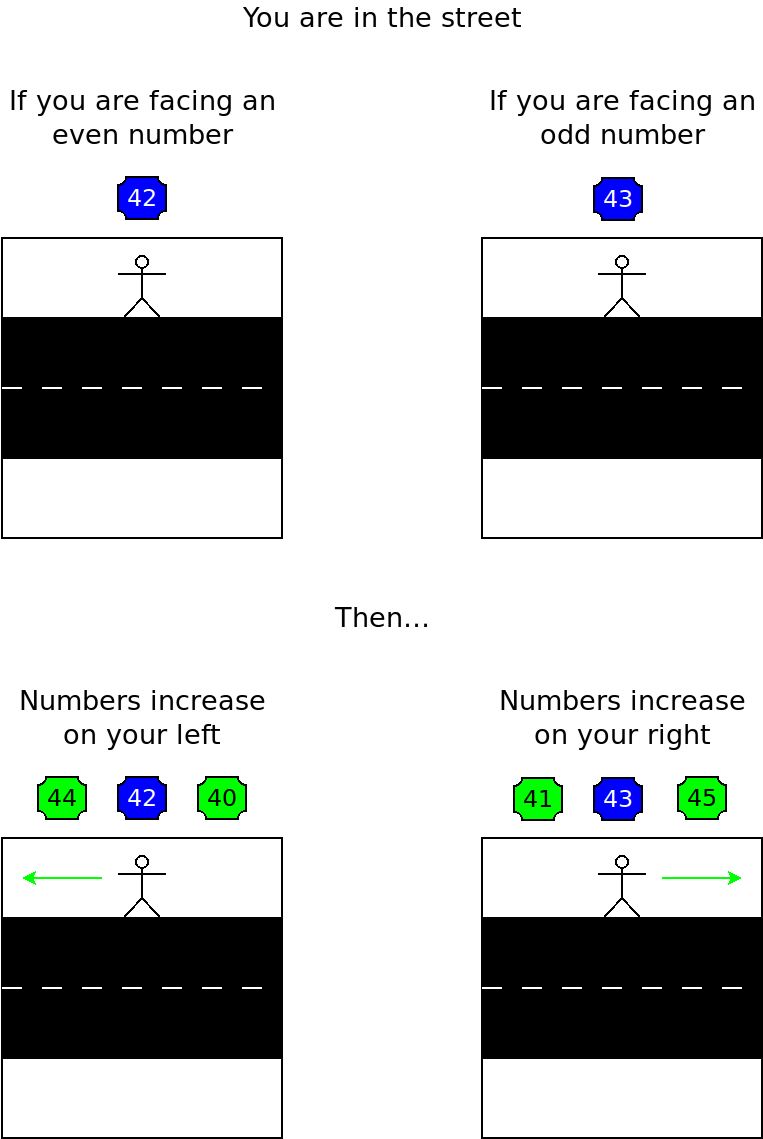 You are in the street
If you are facing an
even number
If you are facing an
odd number
42
43
Then...
Numbers increase
on your left
Numbers increase
on your right
44 42 40
41 43 45